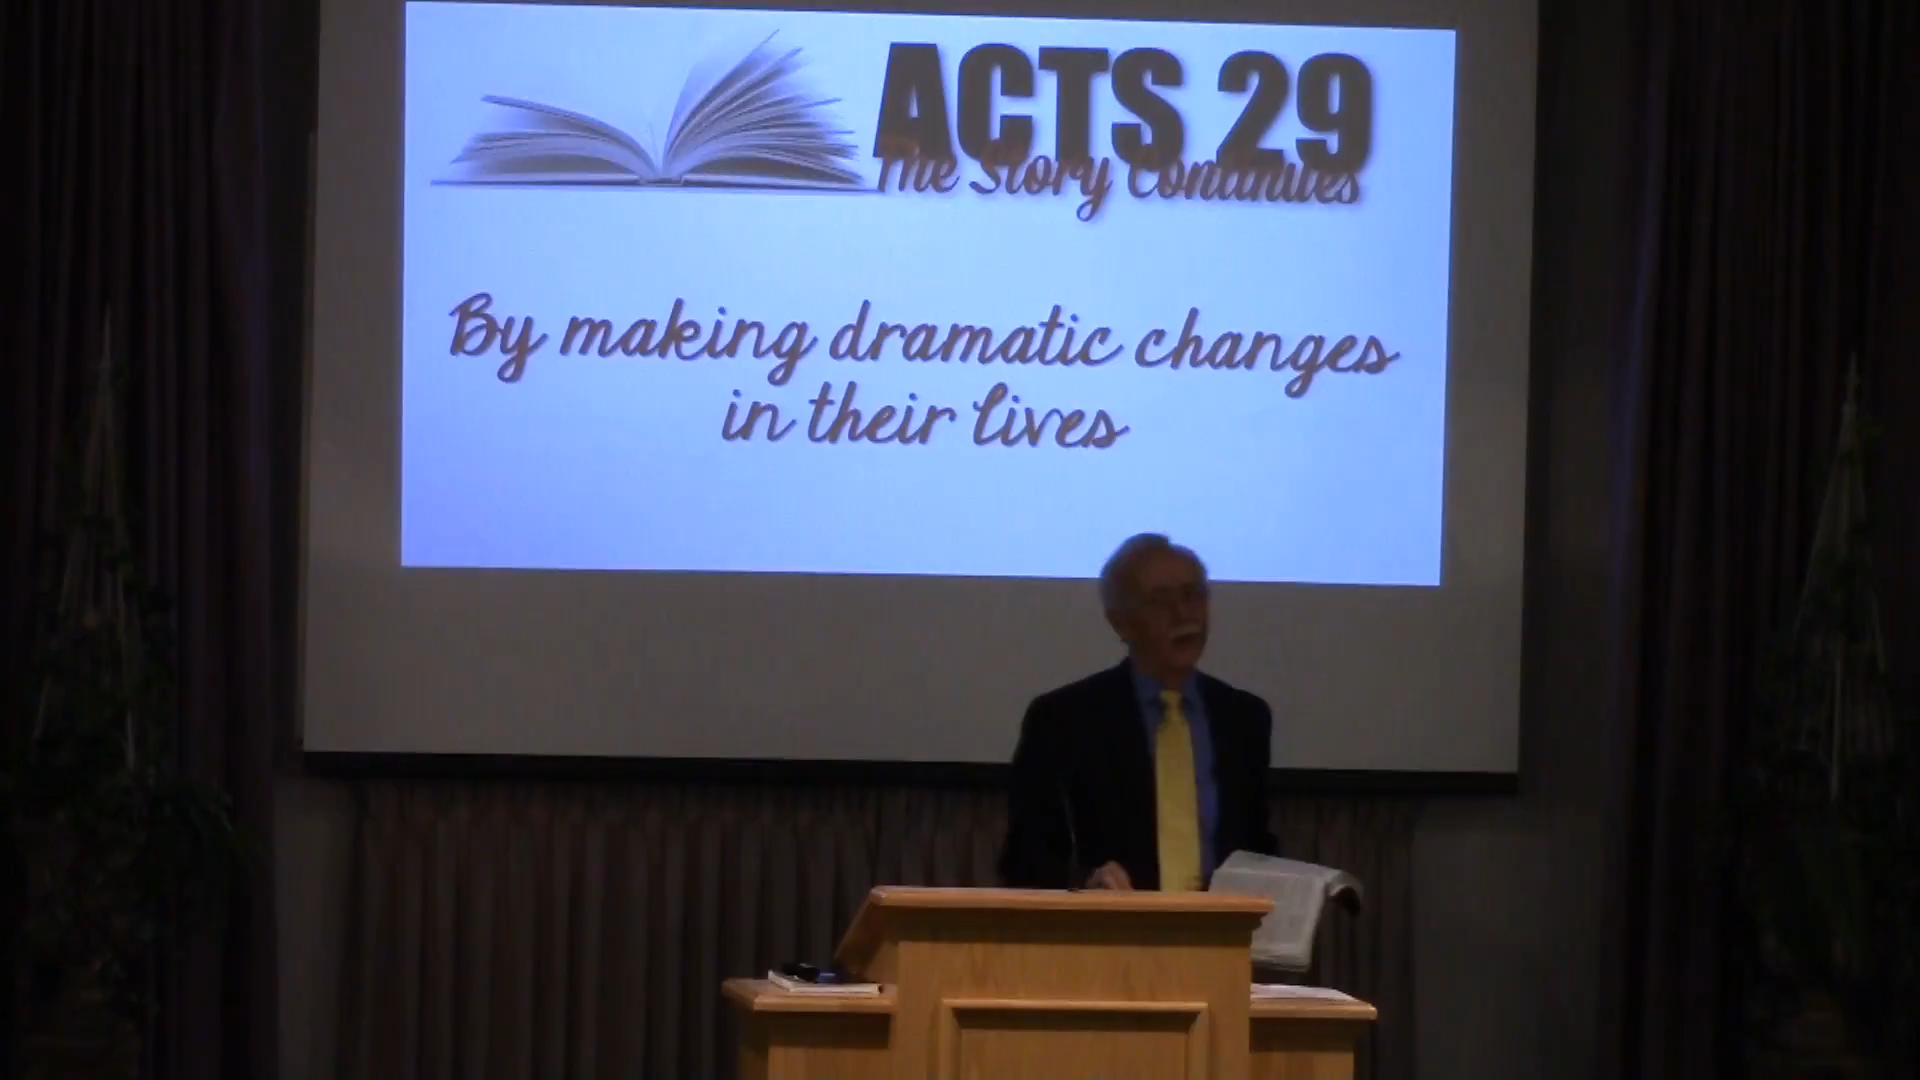 ACTS 29
The Story Continues
By making dramatic changes
in their lives